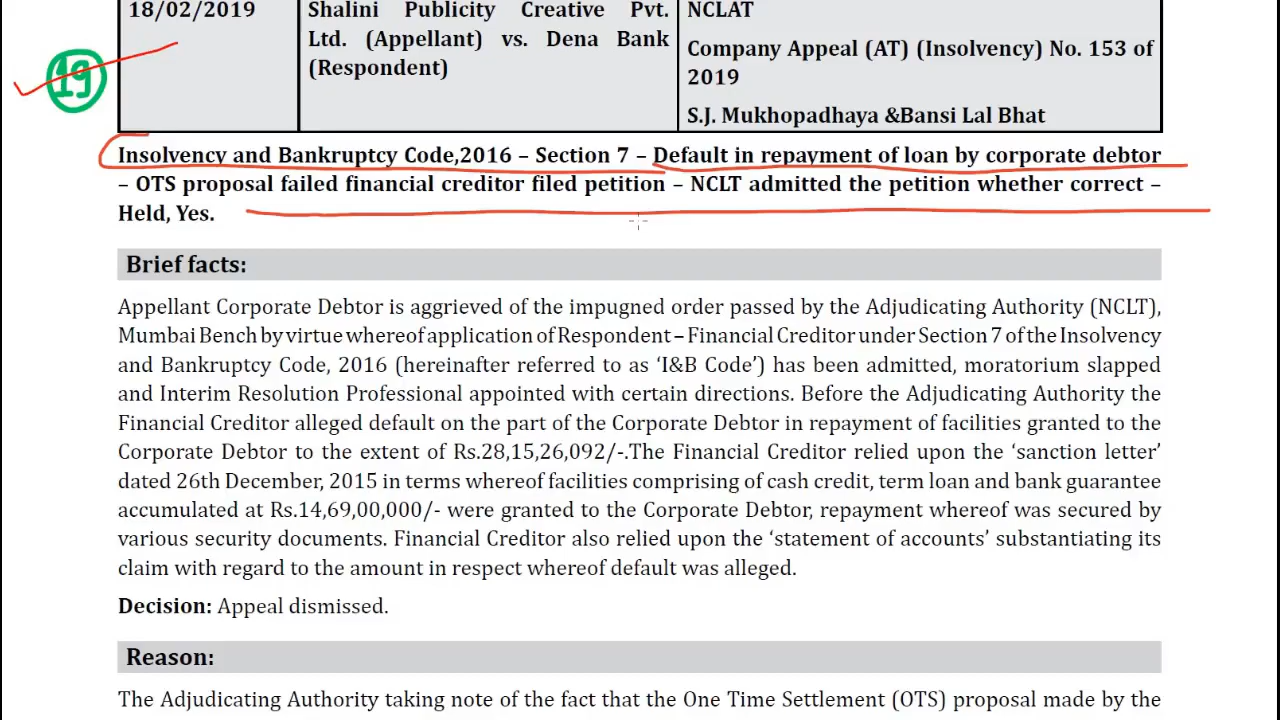 18/02/2019
Shalini Publicity Creative Pvt.
Ltd. (Appellant) vs. Dena Bank
(Respondent)
NCLAT
Company Appeal (AT) (Insolvency) No. 153 of
2019
S.J. Mukhopadhaya &Bansi Lal Bhat
19
Insolvency and Bankruptcy Code,2016 – Section 7 – Default in repayment of loan by corporate debtor
– OTS proposal failed financial creditor filed petition – NCLT admitted the petition whether correct –
Held, Yes.
Brief facts:
Appellant Corporate Debtor is aggrieved of the impugned order passed by the Adjudicating Authority (NCLT),
Mumbai Bench by virtue whereof application of Respondent – Financial Creditor under Section 7 of the Insolvency
and Bankruptcy Code, 2016 (hereinafter referred to as ‘I&B Code’) has been admitted, moratorium slapped
and Interim Resolution Professional appointed with certain directions. Before the Adjudicating Authority the
Financial Creditor alleged default on the part of the Corporate Debtor in repayment of facilities granted to the
Corporate Debtor to the extent of Rs.28,15,26,092/-.The Financial Creditor relied upon the ‘sanction letter’
dated 26th December, 2015 in terms whereof facilities comprising of cash credit, term loan and bank guarantee
accumulated at Rs.14,69,00,000/- were granted to the Corporate Debtor, repayment whereof was secured by
various security documents. Financial Creditor also relied upon the ‘statement of accounts’ substantiating its
claim with regard to the amount in respect whereof default was alleged.
Decision: Appeal dismissed.
Reason:
The Adjudicating Authority taking note of the fact that the One Time Settlement (OTS) proposal made by the